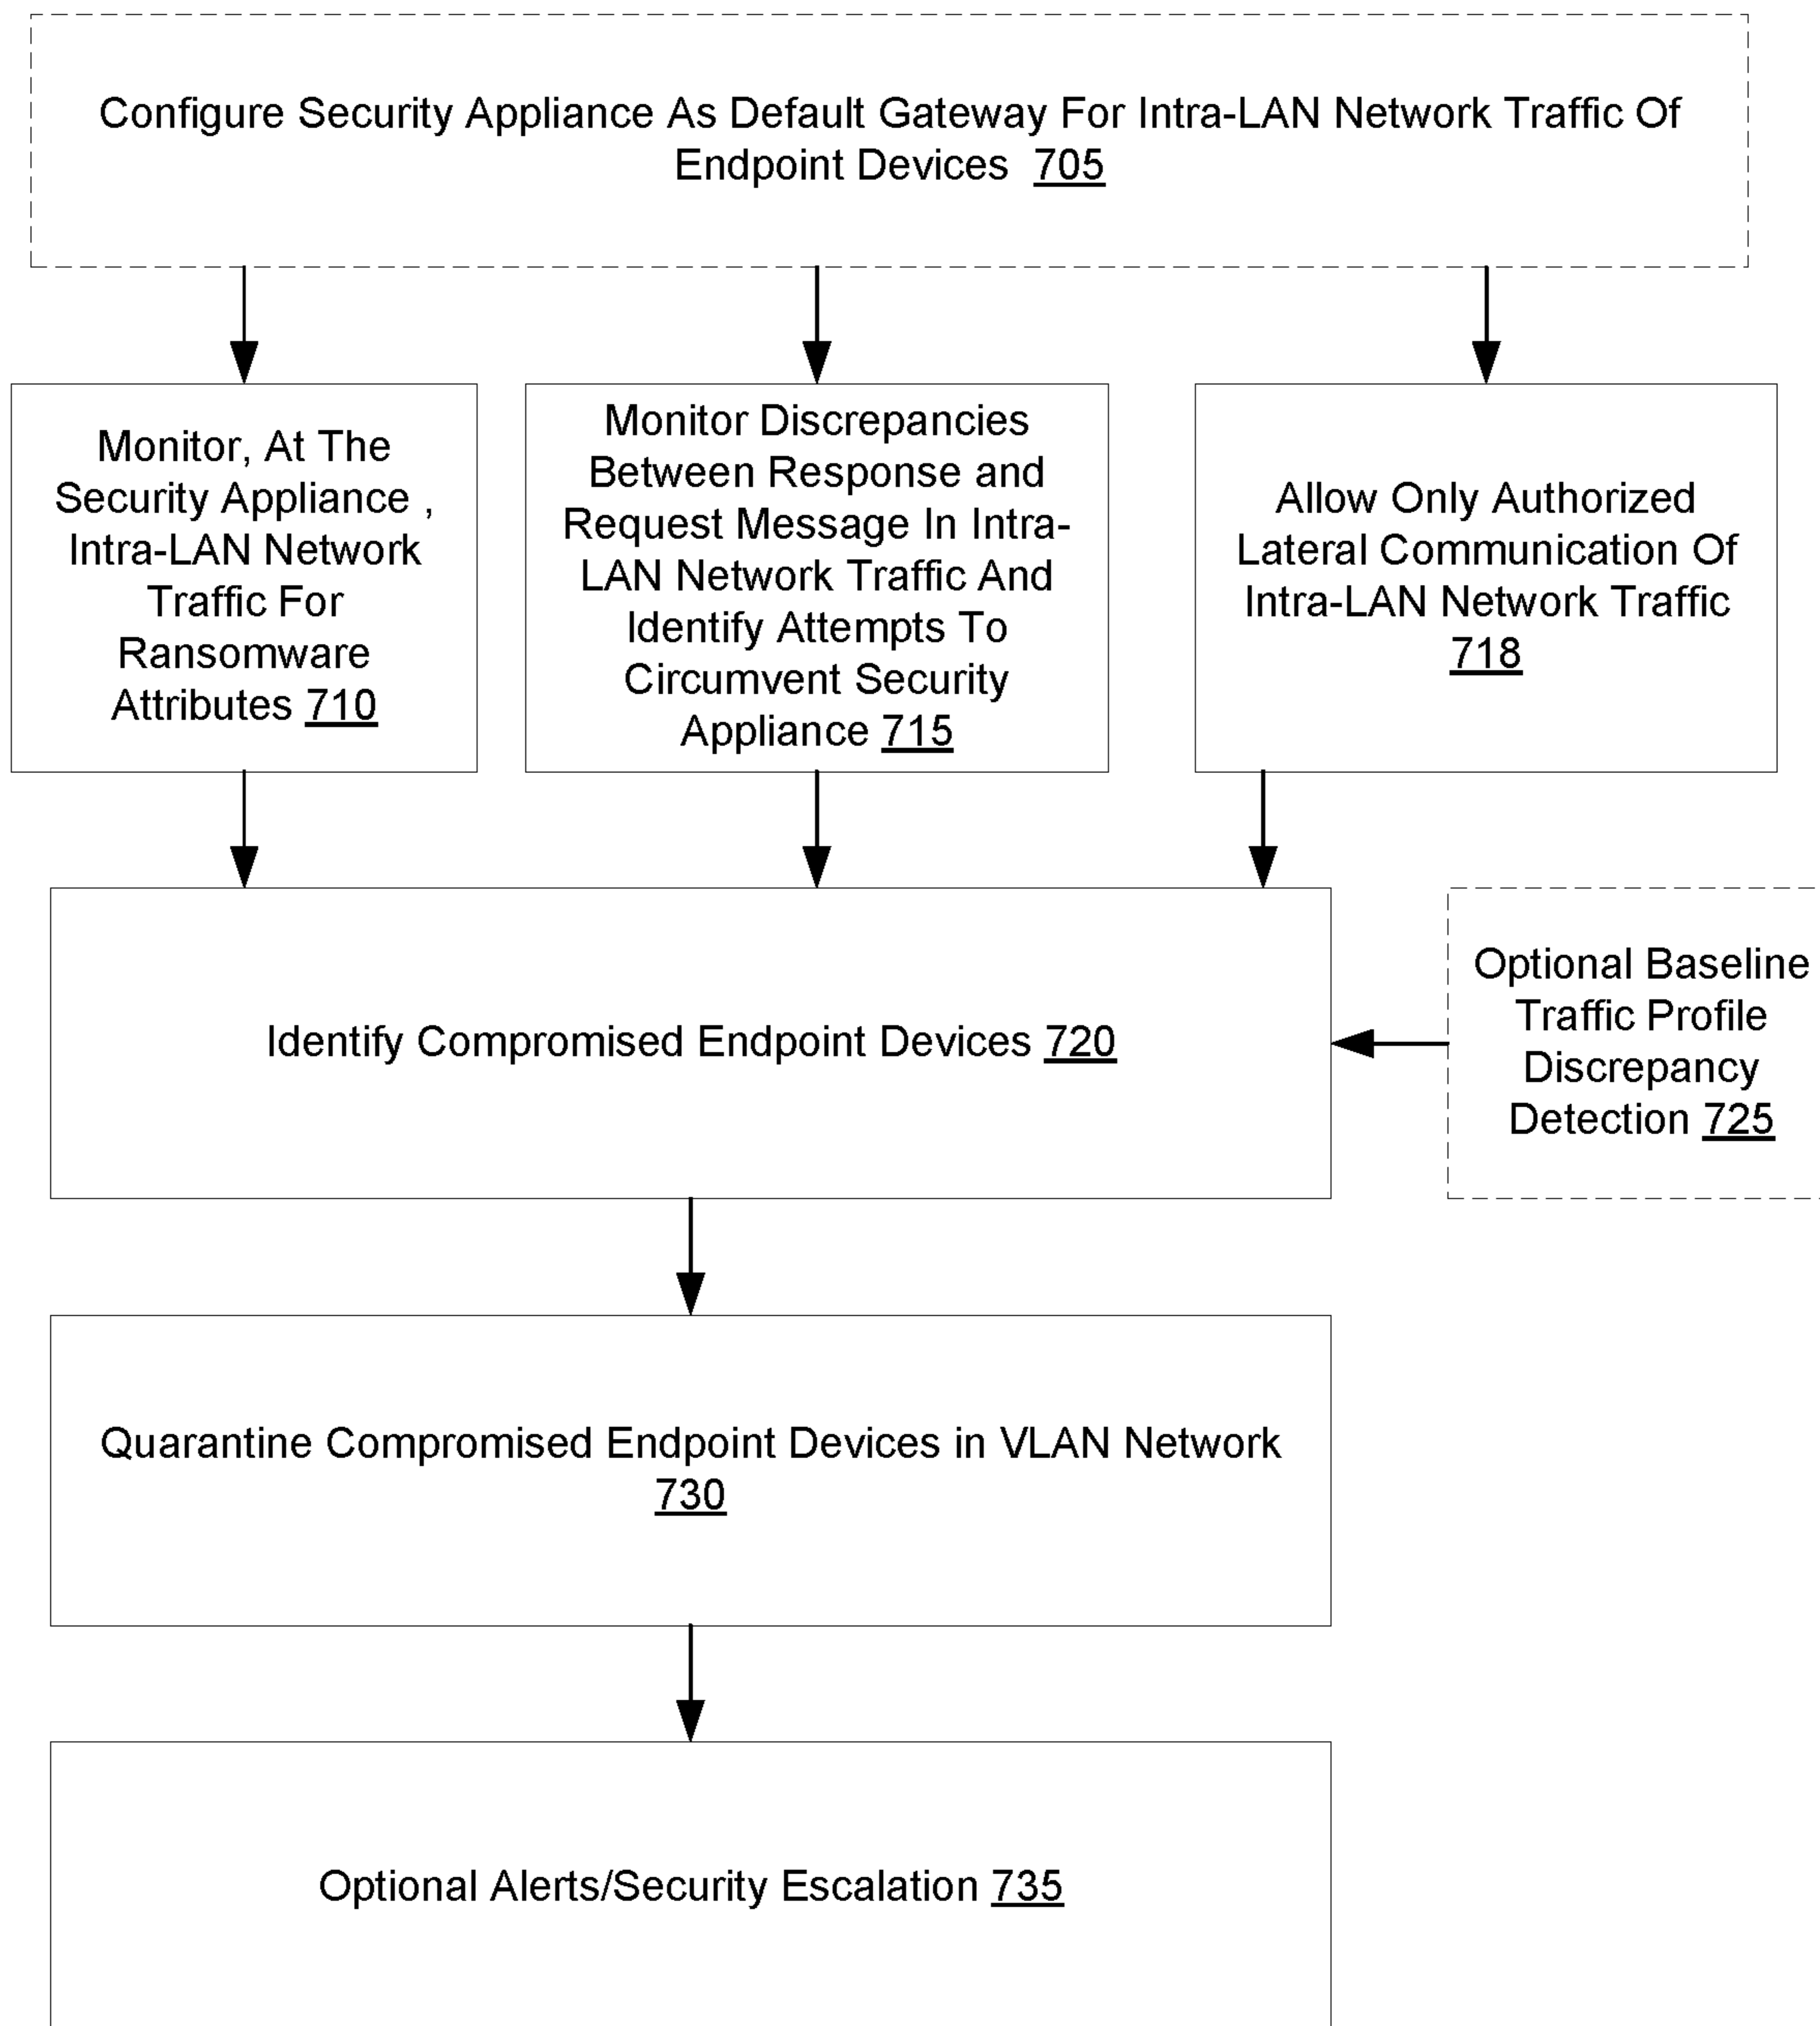 Configure Security Appliance As Default Gateway For Intra-LAN Network Traffic Of
Endpoint Devices 705
Monitor, At The
Security Appliance ,
Intra-LAN Network
Traffic For
Ransomware
Attributes 710
Monitor Discrepancies
Between Response and
Request Message In Intra-
LAN Network Traffic And
Identify Attempts To
Circumvent Security
Appliance 715
Allow Only Authorized
Lateral Communication Of
Intra-LAN Network Traffic
718
Identify Compromised Endpoint Devices 720
Optional Baseline
Traffic Profile
Discrepancy
Detection 725
Quarantine Compromised Endpoint Devices in VLAN Network
730
Optional Alerts/Security Escalation 735